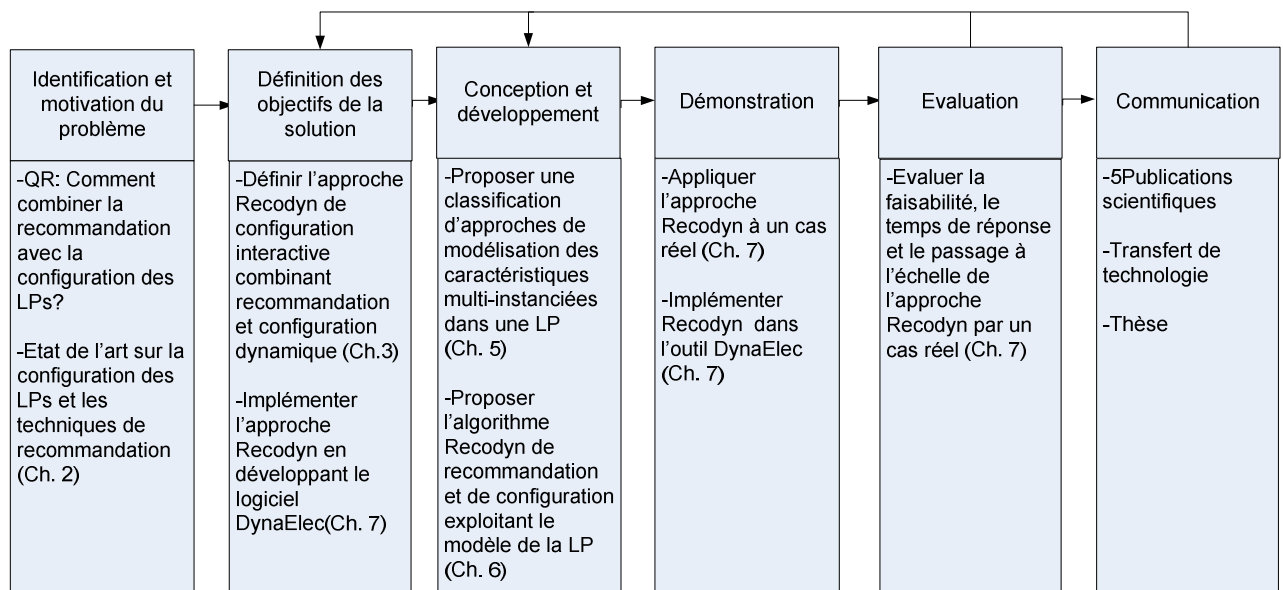 Identification et
motivation du
problème
-QR: Comment
combiner la
recommandation
avec la
configuration des
LPs?
-Etat de l'art sur la
configuration des
LPs et les
techniques de
recommandation
(Ch. 2)
Définition des
objectifs de la
solution
-Définir l'approche
Recodyn de
configuration
interactive
combinant
recommandation
et configuration
dynamique (Ch.3)
-Implémenter
l'approche
Recodyn en
développant le
logiciel
DynaElec(Ch. 7)
Conception et
développement
-Proposer une
classification
d'approches de
modélisation des
caractéristiques
multi-instanciées
dans une LP
(Ch. 5)
-Proposer
l'algorithme
Recodyn de
recommandation
et de configuration
exploitant le
modèle de la LP
(Ch. 6)
Démonstration
-Appliquer
l'approche
Recodyn à un cas
réel (Ch. 7)
-Implémenter
Recodyn dans
l'outil DynaElec
(Ch. 7)
Evaluation
-Evaluer la
faisabilité, le
temps de réponse
et le passage à
l'échelle de
l'approche
Recodyn par un
cas réel (Ch. 7)
Communication
-5Publications
scientifiques
-Transfert de
technologie
-Thèse